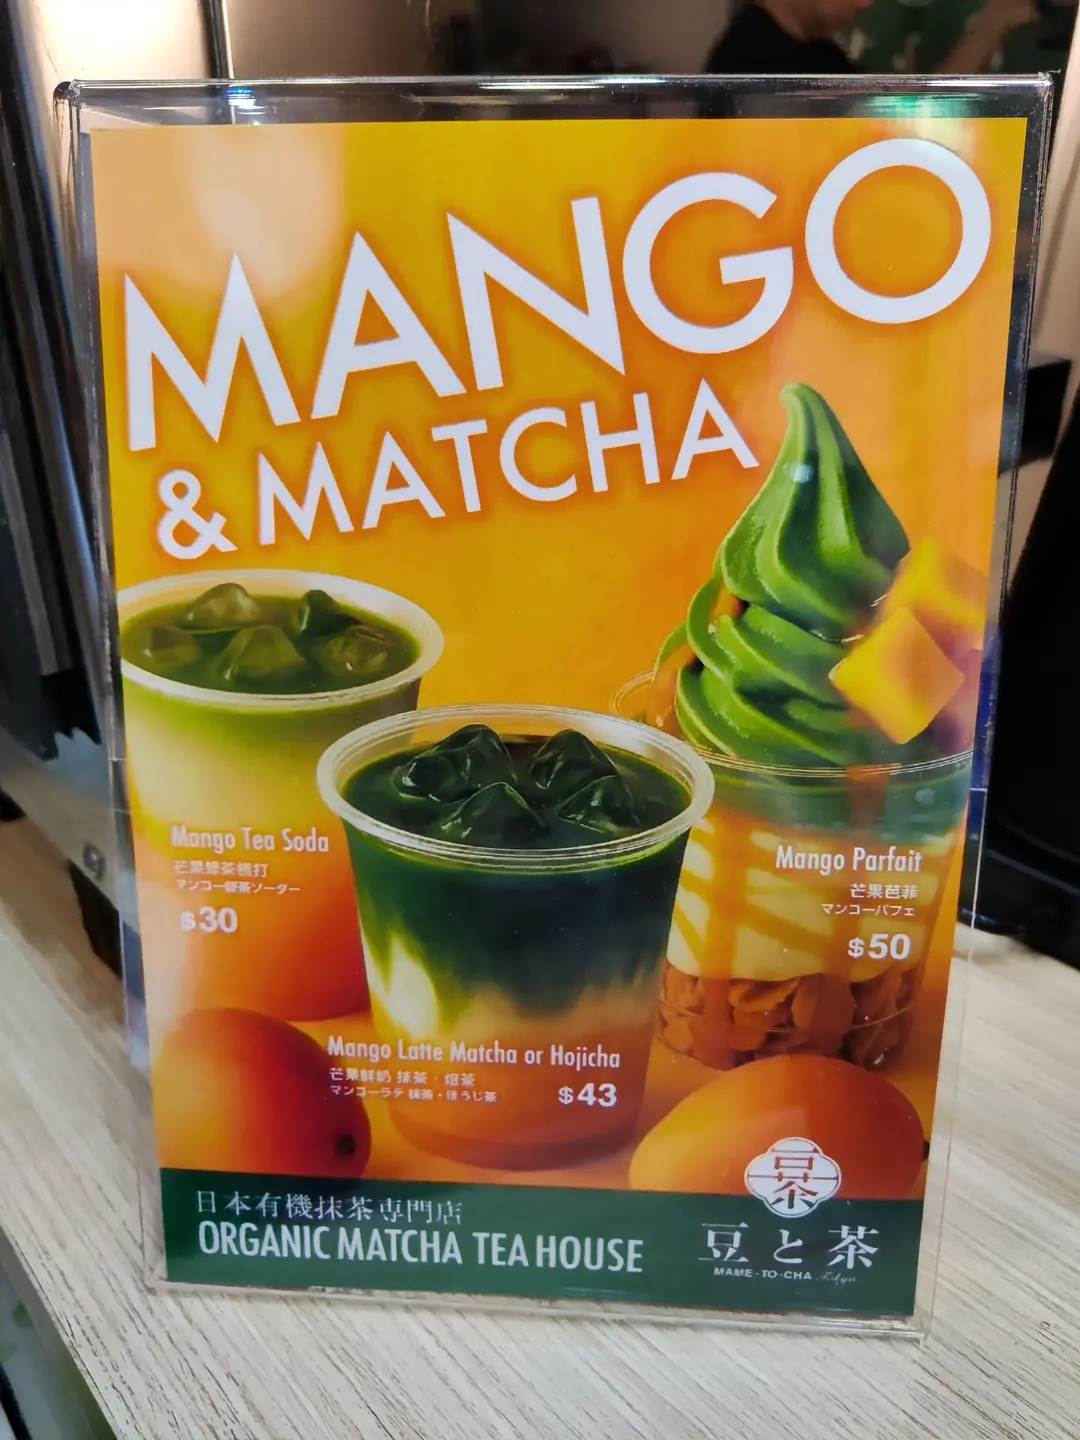 MANGO
& MATCHA
Mango Tea Soda
芒果綠茶梳打
マンゴー緑茶ソーダー
$30
Mango Parfait
芒果芭菲
マンゴーパフェ
$50
Mango Latte Matcha or Hojicha
芒果鮮奶 抹茶・焙茶
マンゴーラテ 抹茶・ほうじ茶
$43
日本有機抹茶専門店
ORGANIC MATCHA TEA HOUSE
豆茶
豆と茶
MAME-TO-CHA Tokyo